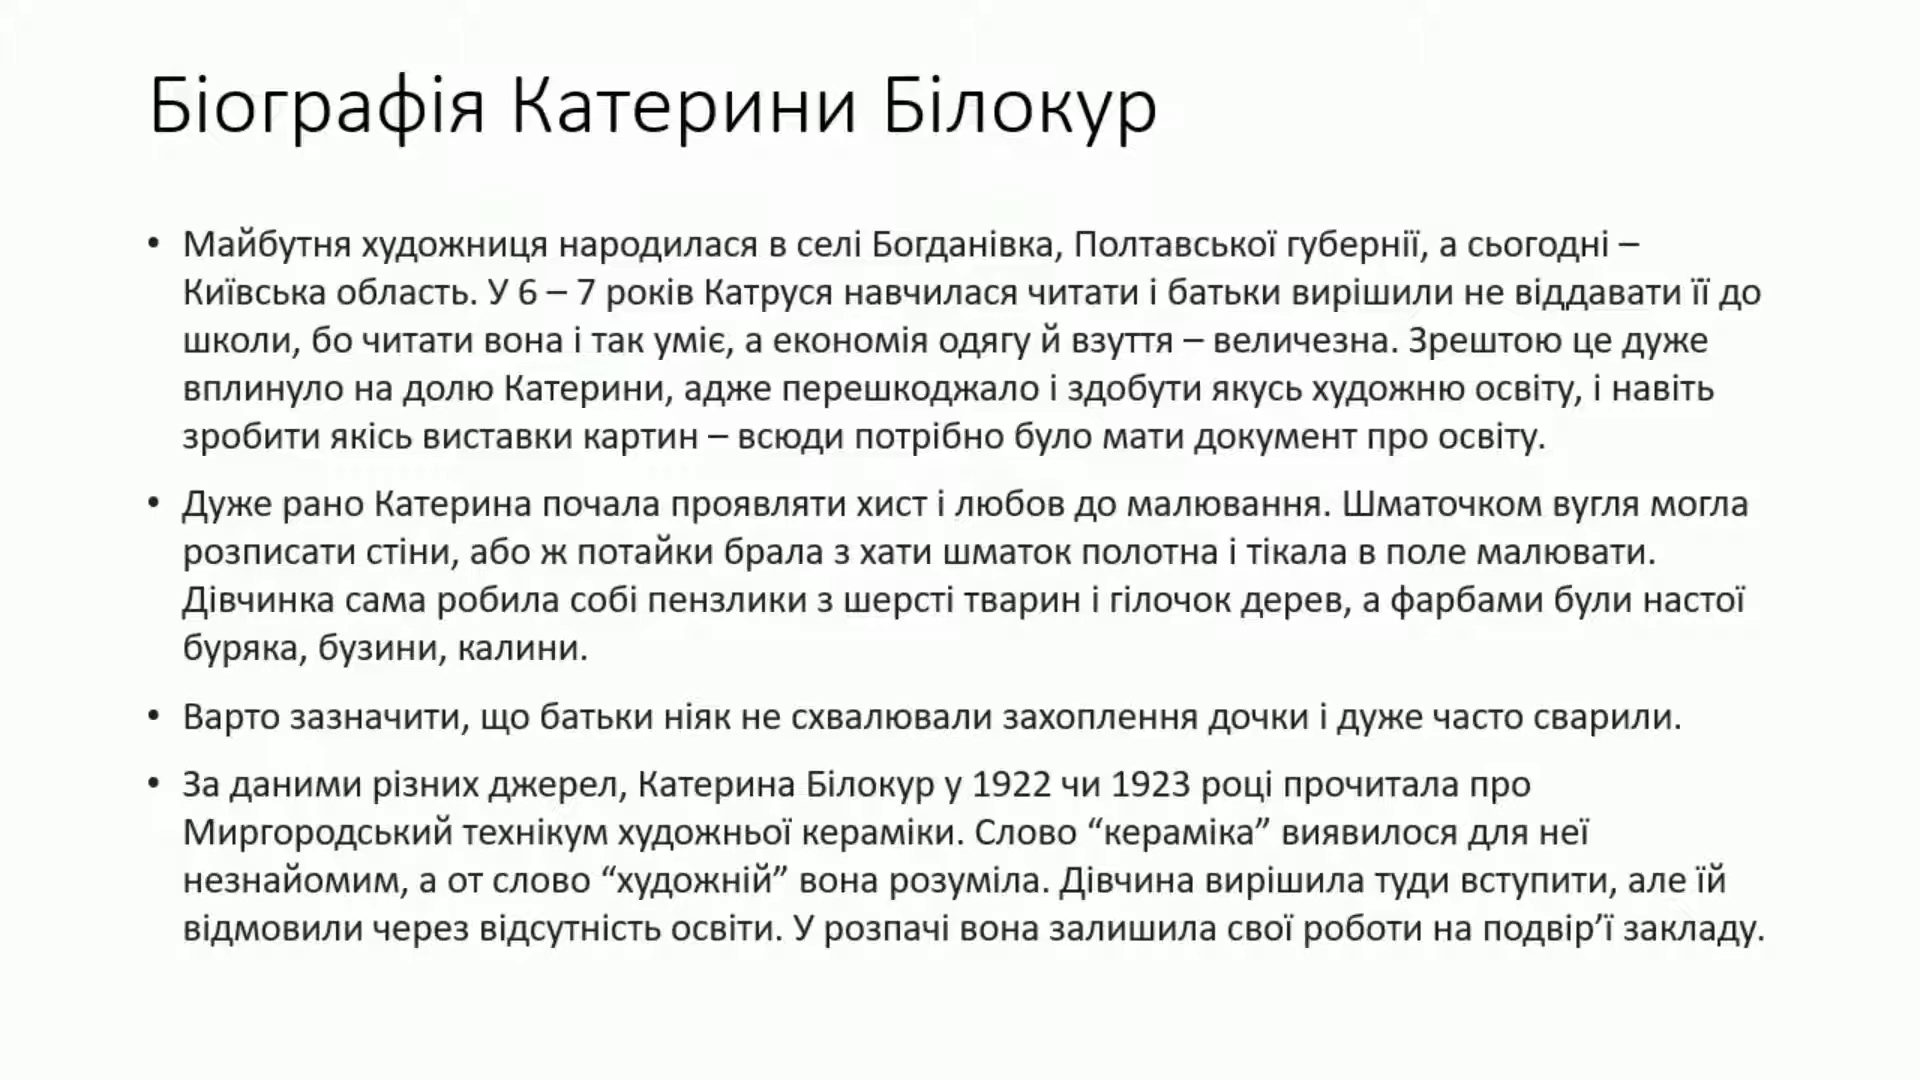 Біографія Катерини Білокур
• Майбутня художниця народилася в селі Богданівка, Полтавської губернії, а сьогодні –
Київська область. У 6 – 7 років Катруся навчилася читати і батьки вирішили не віддавати її до
школи, бо читати вона і так уміє, а економія одягу й взуття – величезна. Зрештою це дуже
вплинуло на долю Катерини, адже перешкоджало і здобути якусь художню освіту, і навіть
зробити якісь виставки картин – всюди потрібно було мати документ про освіту.
• Дуже рано Катерина почала проявляти хист і любов до малювання. Шматочком вугля могла
розписати стіни, або ж потайки брала з хати шматок полотна і тікала в поле малювати.
Дівчинка сама робила собі пензлики з шерсті тварин і гілочок дерев, а фарбами були настої
буряка, бузини, калини.
• Варто зазначити, що батьки ніяк не схвалювали захоплення дочки і дуже часто сварили.
• За даними різних джерел, Катерина Білокур у 1922 чи 1923 році прочитала про
Миргородський технікум художньої кераміки. Слово “кераміка” виявилося для неї
незнайомим, а от слово “художній” вона розуміла. Дівчина вирішила туди вступити, але їй
відмовили через відсутність освіти. У розпачі вона залишила свої роботи на подвір’ї закладу.